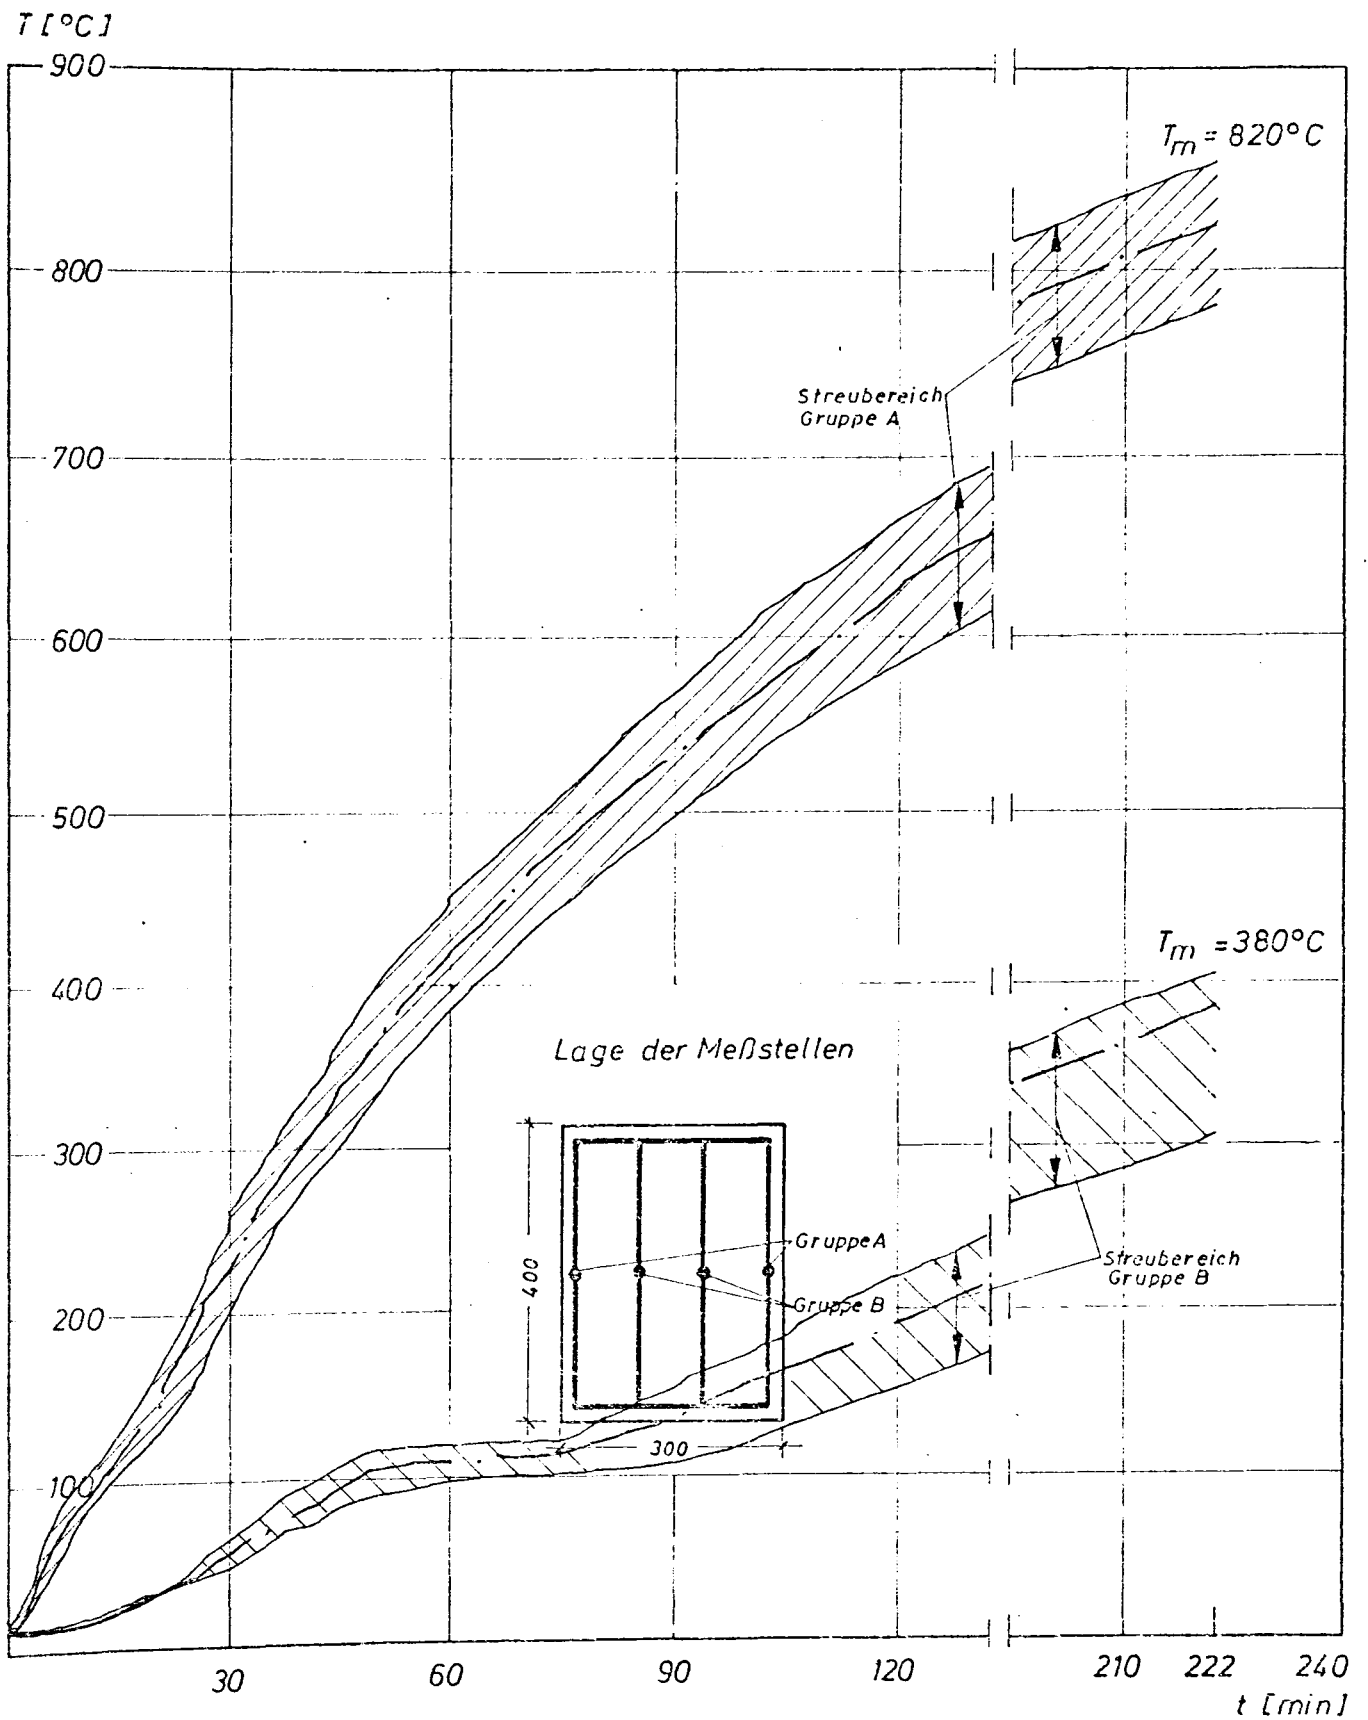 T [°C]
900
800
700
600
500
400
300
200
100
T_m = 820°C
Streubereich
Gruppe A
T_m = 380°C
Lage der Meßstellen
Gruppe A
Gruppe B
400
300
Streubereich
Gruppe B
30 60 90 120 210 222 240
t [min]